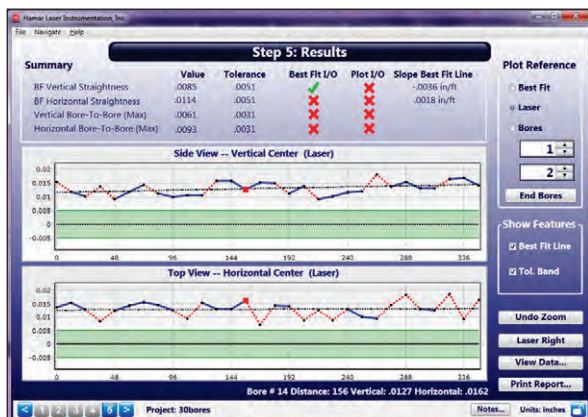 Hamar Laser Instrumentation, Inc.
File Navigate Help
Step 5: Results
Summary
Value Tolerance Best Fit I/O Plot I/O Slope Best Fit Line
BF Vertical Straightness .0085 .0051 -.0036 in/ft
BF Horizontal Straightness .0114 .0051 .0018 in/ft
Vertical Bore-To-Bore (Max) .0061 .0031
Horizontal Bore-To-Bore (Max) .0093 .0031
Plot Reference
Best Fit
Laser
Bores
1
2
End Bores
Side View -- Vertical Center (Laser)
0.02
0.015
0.01
0.005
0
-0.005
0 48 96 144 192 240 288 336
Show Features
Best Fit Line
Tol. Band
Top View -- Horizontal Center (Laser)
0.02
0.015
0.01
0.005
0
-0.005
0 48 96 144 192 240 288 336
Undo Zoom
Laser Right
View Data...
Print Report...
Bore # 14 Distance: 156 Vertical: .0127 Horizontal: .0162
< 1 2 3 4 5 > Project: 30bores Notes... Units: inches